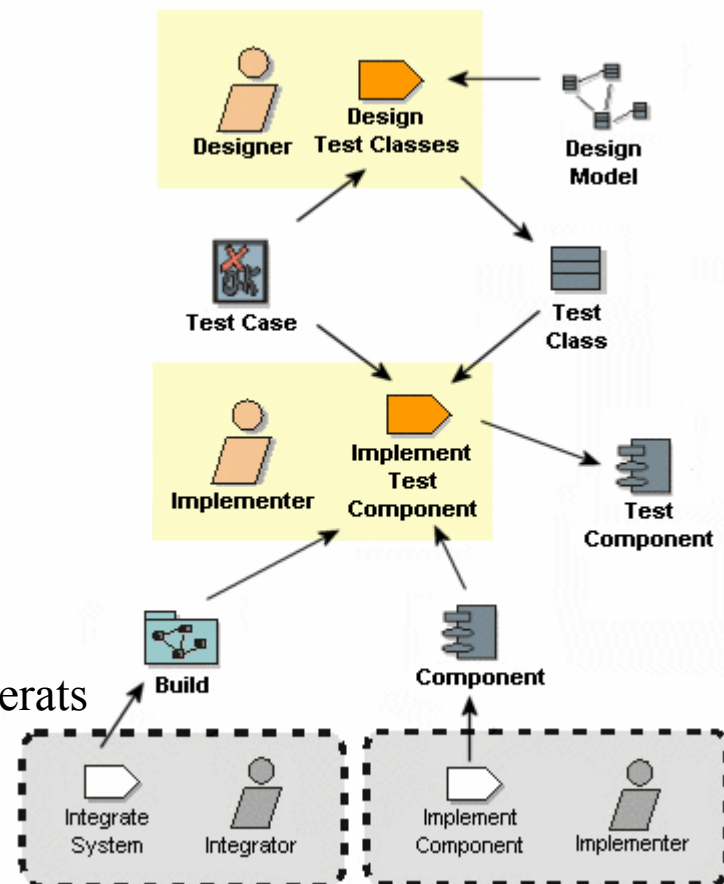 Design
Designer Test Classes
Design
Model
Test Case
Test
Class
Implement
Implementer Test
Component
Test
Component
Build
Component
erats
Integrate
System Integrator
Implement
Component Implementer